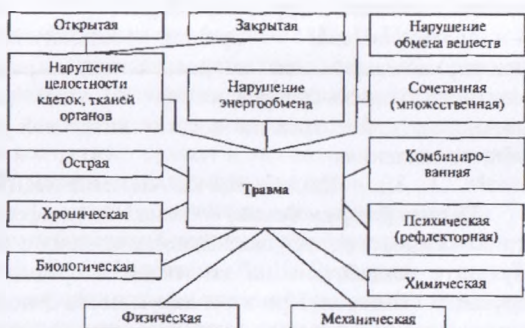 Открытая
Закрытая
Нарушение
обмена веществ
Нарушение
целостности
клеток, тканей
органов
Нарушение
энергообмена
Сочетанная
(множественная)
Острая
Травма
Комбиниро-
ванная
Хроническая
Психическая
(рефлекторная)
Биологическая
Химическая
Физическая
Механическая